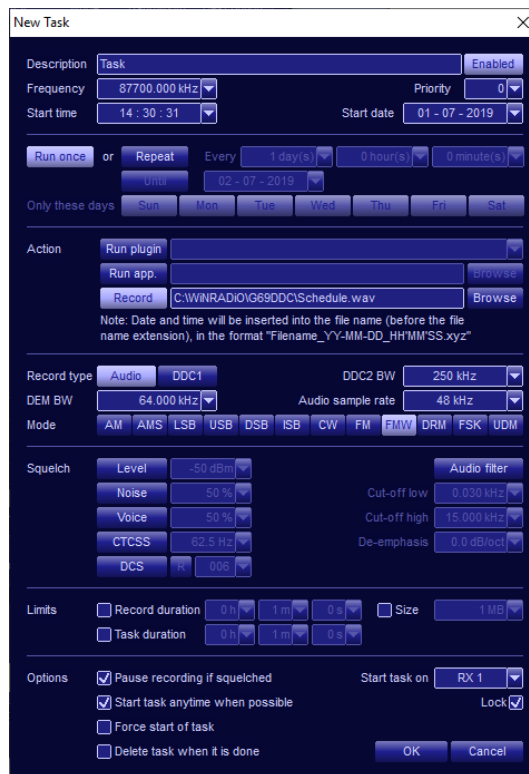 New Task
Description Task Enabled
Frequency 87700.000 kHz Priority 0
Start time 14 : 30 : 31 Start date 01 - 07 - 2019
Run once or Repeat Every 1 day(s) 0 hour(s) 0 minute(s)
Until 02 - 07 - 2019
Only these days Sun Mon Tue Wed Thu Fri Sat
Action Run plugin
Run app. Browse
Record C:\WiNRADiO\G69DDC\Schedule.wav Browse
Note: Date and time will be inserted into the file name (before the file
name extension), in the format "Filename_YY-MM-DD_HH'MM'SS.xyz"
Record type Audio DDC1 DDC2 BW 250 kHz
DEM BW 64.000 kHz Audio sample rate 48 kHz
Mode AM AMS LSB USB DSB ISB CW FM FMW DRM FSK UDM
Squelch Level -50 dBm Audio filter
Noise 50 % Cut-off low 0.030 kHz
Voice 50 % Cut-off high 15.000 kHz
CTCSS 62.5 Hz De-emphasis 0.0 dB/oct
DCS R 006
Limits Record duration 0 h 1 m 0 s Size 1 MB
Task duration 0 h 1 m 0 s
Options Pause recording if squelched Start task on RX 1
Start task anytime when possible Lock
Force start of task
Delete task when it is done OK Cancel